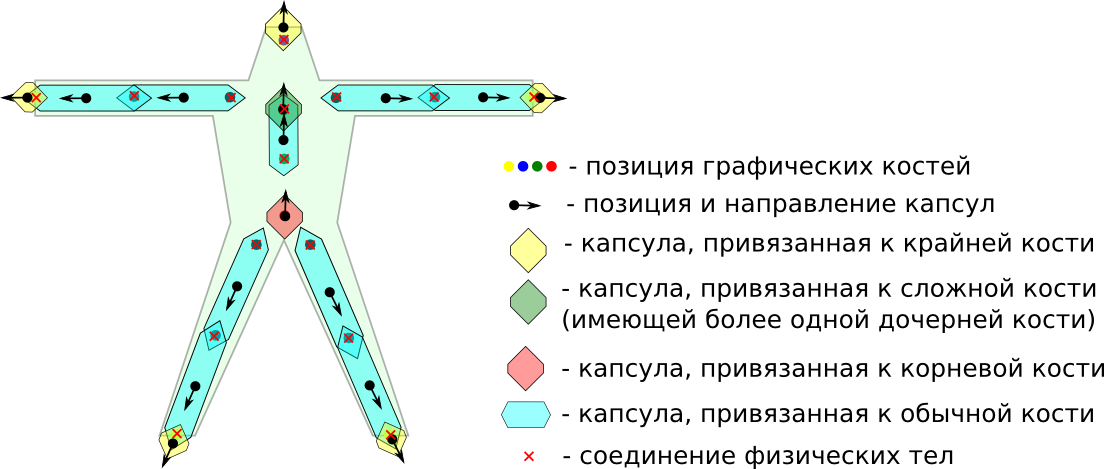 - позиция графических костей
- позиция и направление капсул
- капсула, привязанная к крайней кости
- капсула, привязанная к сложной кости
(имеющей более одной дочерней кости)
- капсула, привязанная к корневой кости
- капсула, привязанная к обычной кости
- соединение физических тел